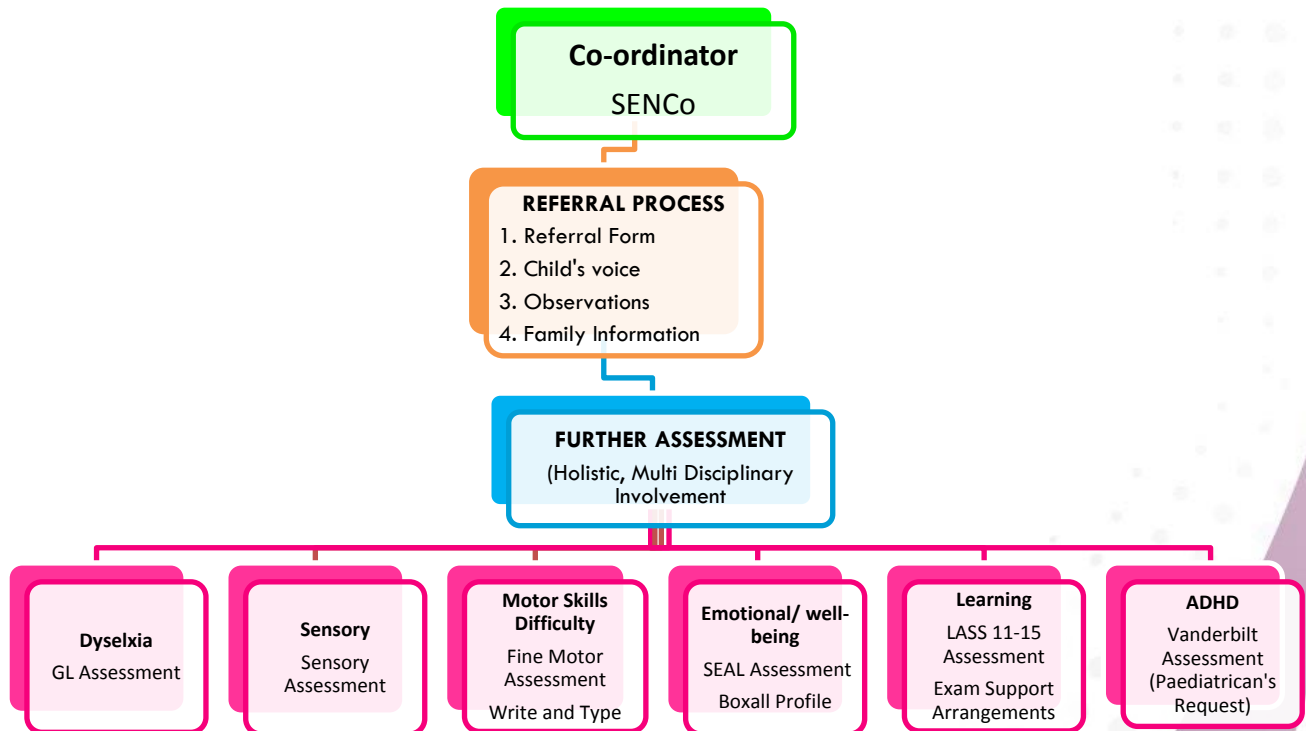 Co-ordinator
SENCo
REFERRAL PROCESS
1. Referral Form
2. Child's voice
3. Observations
4. Family Information
FURTHER ASSESSMENT
(Holistic, Multi Disciplinary
Involvement
Dyselxia
GL Assessment
Sensory
Sensory
Assessment
Motor Skills
Difficulty
Fine Motor
Assessment
Write and Type
Emotional/ well-
being
SEAL Assessment
Boxall Profile
Learning
LASS 11-15
Assessment
Exam Support
Arrangements
ADHD
Vanderbilt
Assessment
(Paediatrican's
Request)